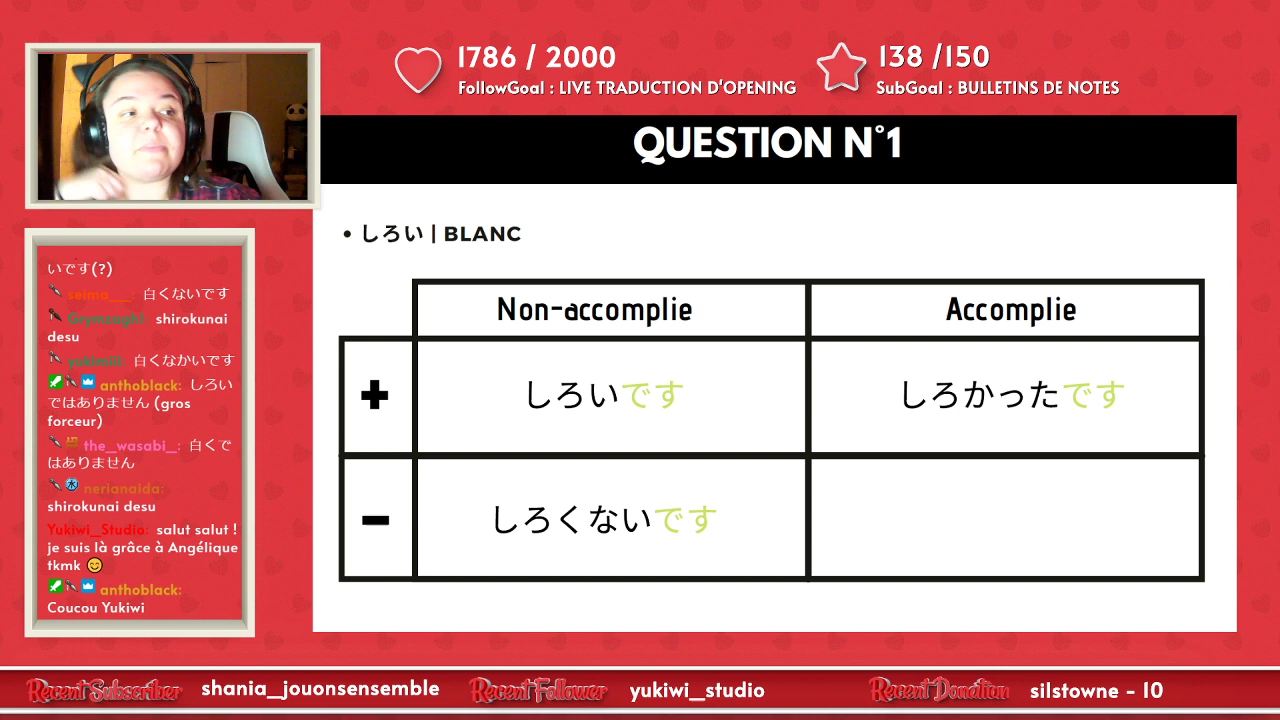 1786 / 2000
FollowGoal : LIVE TRADUCTION D'OPENING
138 /150
SubGoal : BULLETINS DE NOTES
QUESTION N°1
• しろい | BLANC
Non-accomplie
Accomplie
+
しろいです
しろかったです
-
しろくないです
いです(?)
seima___: 白くないです
Grymzaghi: shirokunai
desu
yukimiii: 白くなかいです
anthoblack: しろい
ではありません (gros
forceur)
the_wasabi_: 白くで
はありません
nerianaida:
shirokunai desu
Yukiwi_Studio: salut salut !
je suis là grâce à Angélique
tkmk
anthoblack:
Coucou Yukiwi
Recent Subscriber shania_jouonsensemble
Recent Follower yukiwi_studio
Recent Donation silstowne - 10